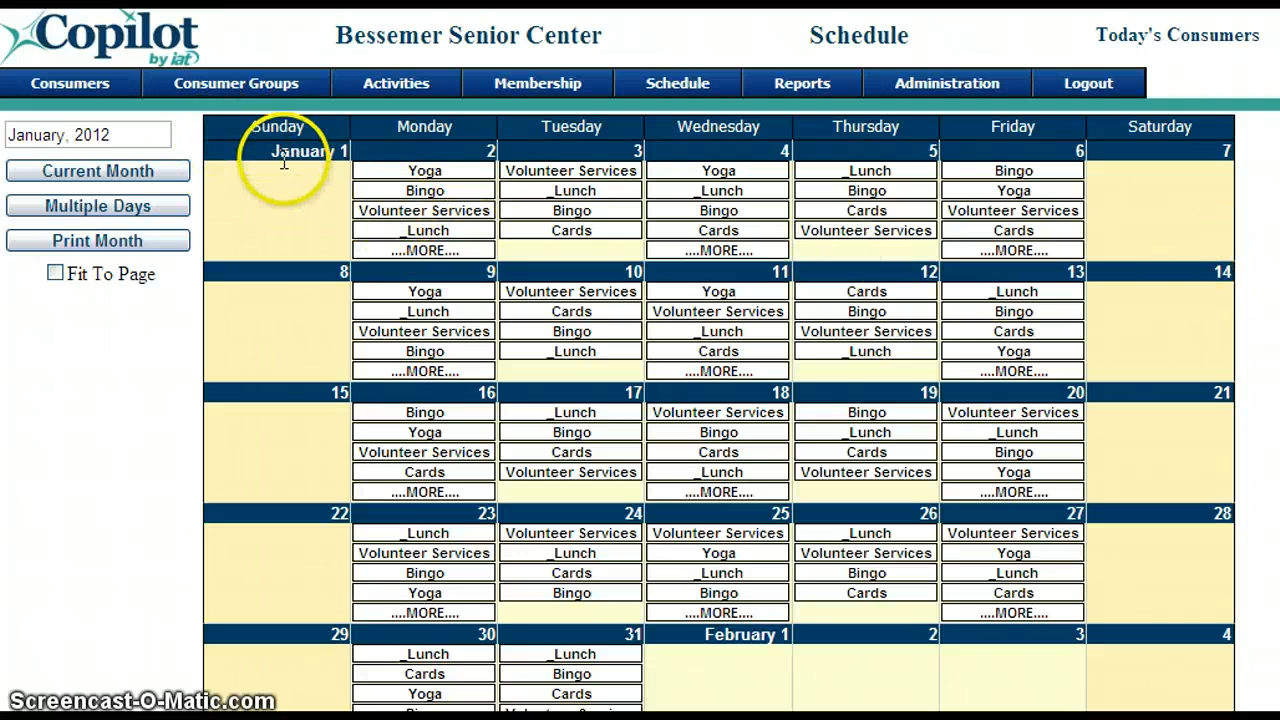 Copilot
by iat
Bessemer Senior Center
Schedule
Today's Consumers
Consumers
Consumer Groups
Activities
Membership
Schedule
Reports
Administration
Logout
January, 2012
Current Month
Multiple Days
Print Month
Fit To Page
Sunday Monday Tuesday Wednesday Thursday Friday Saturday
January 1 2 3 4 5 6 7
Yoga Volunteer Services Yoga _Lunch Bingo
Bingo _Lunch _Lunch Bingo Yoga
Volunteer Services Bingo Bingo Cards Volunteer Services
_Lunch Cards Cards Volunteer Services Cards
....MORE.... ....MORE.... ....MORE....
8 9 10 11 12 13 14
Yoga Volunteer Services Yoga Cards _Lunch
_Lunch Cards Volunteer Services Bingo Bingo
Volunteer Services Bingo _Lunch Volunteer Services Cards
Bingo _Lunch Cards _Lunch Yoga
....MORE.... ....MORE.... ....MORE....
15 16 17 18 19 20 21
Bingo _Lunch Volunteer Services Bingo Volunteer Services
Yoga Bingo Bingo _Lunch _Lunch
Volunteer Services Cards Cards Cards Bingo
Cards Volunteer Services _Lunch Volunteer Services Yoga
....MORE.... ....MORE.... ....MORE....
22 23 24 25 26 27 28
_Lunch Volunteer Services Volunteer Services _Lunch Volunteer Services
Volunteer Services _Lunch Yoga Volunteer Services Yoga
Bingo Cards _Lunch Bingo _Lunch
Yoga Bingo Bingo Cards Cards
....MORE.... ....MORE.... ....MORE....
29 30 31 February 1 2 3 4
_Lunch _Lunch
Cards Bingo
Yoga Cards
Screencast-O-Matic.com